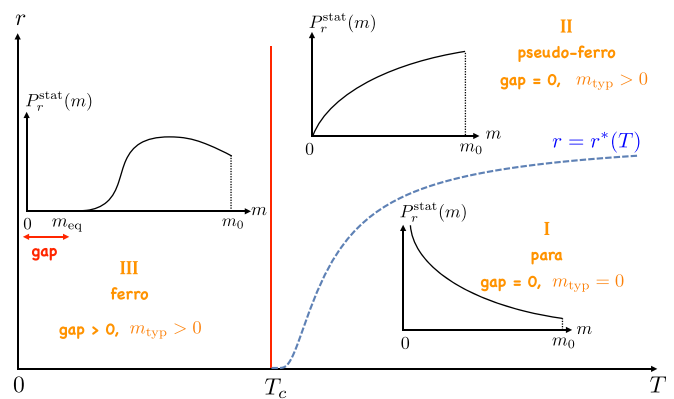 r
P_r^stat(m)
II
pseudo-ferro
gap = 0, m_typ > 0
0
m_0
m
r = r*(T)
P_r^stat(m)
0
m_eq
m_0
m
gap
III
ferro
gap > 0, m_typ > 0
P_r^stat(m)
I
para
gap = 0, m_typ = 0
0
m_0
m
0
T_c
T